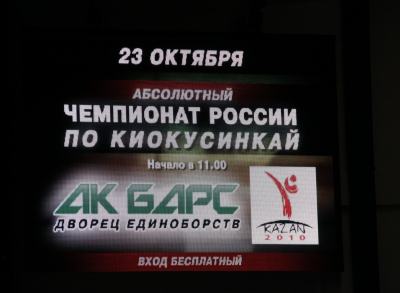 23 ОКТЯБРЯ
АБСОЛЮТНЫЙ
ЧЕМПИОНАТ РОССИИ
ПО КИОКУСИНКАЙ
Начало в 11.00
АК БАРС
ДВОРЕЦ ЕДИНОБОРСТВ
KAZAN
2010
ВХОД БЕСПЛАТНЫЙ